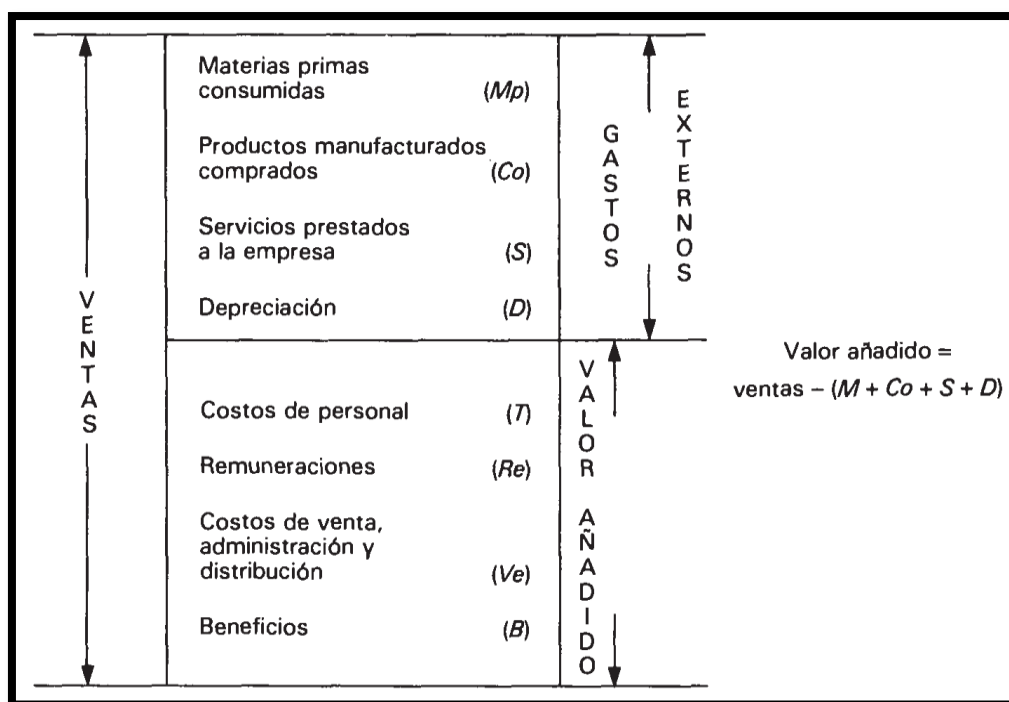 Materias primas
consumidas (Mp)
Productos manufacturados
comprados (Co)
Servicios prestados
a la empresa (S)
Depreciación (D)
GASTOS
EXTERNOS
VENTAS
Costos de personal (T)
Remuneraciones (Re)
Costos de venta,
administración y
distribución (Ve)
Beneficios (B)
VALOR AÑADIDO
Valor añadido =
ventas – (M + Co + S + D)